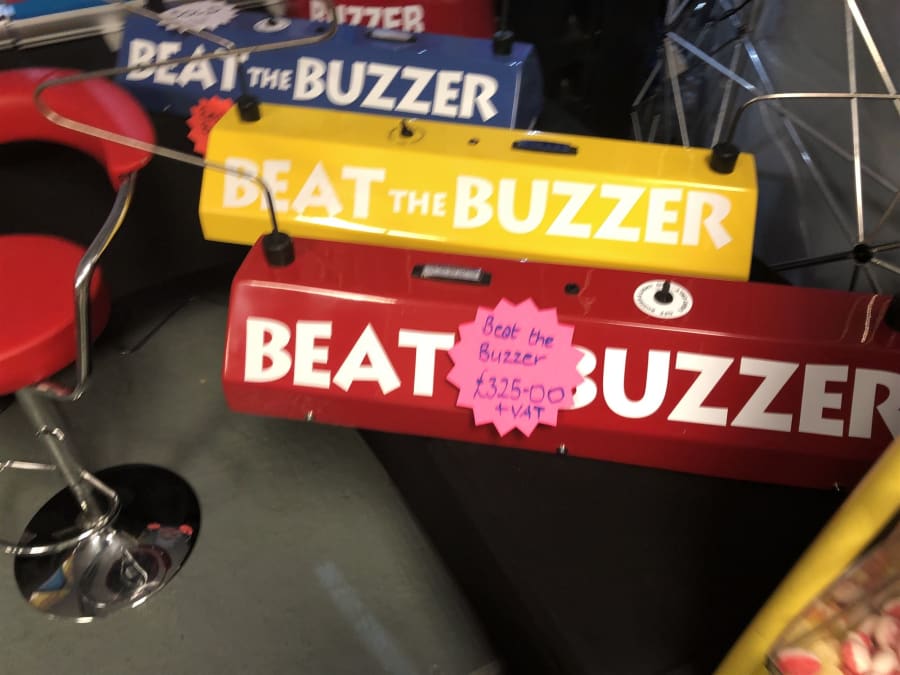 BUZZER
BEAT THE BUZZER
BEAT THE BUZZER
BEAT BUZZER
Beat the
Buzzer
£325-00
+ VAT